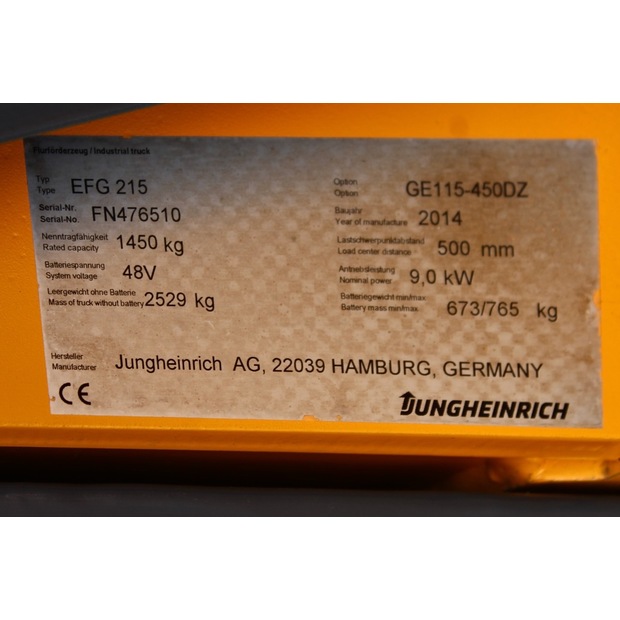 Flurförderzeug / Industrial truck
Typ
Type EFG 215
Option
Option GE115-450DZ
Serial-Nr.
Serial-No. FN476510
Baujahr
Year of manufacture 2014
Nenntragfähigkeit
Rated capacity 1450 kg
Lastschwerpunktabstand
Load center distance 500 mm
Batteriespannung
System voltage 48V
Antriebsleistung
Nominal power 9,0 kW
Leergewicht ohne Batterie
Mass of truck without battery 2529 kg
Batteriegewicht min/max
Battery mass min/max. 673/765 kg
Hersteller
Manufacturer Jungheinrich AG, 22039 HAMBURG, GERMANY
CE
JUNGHEINRICH